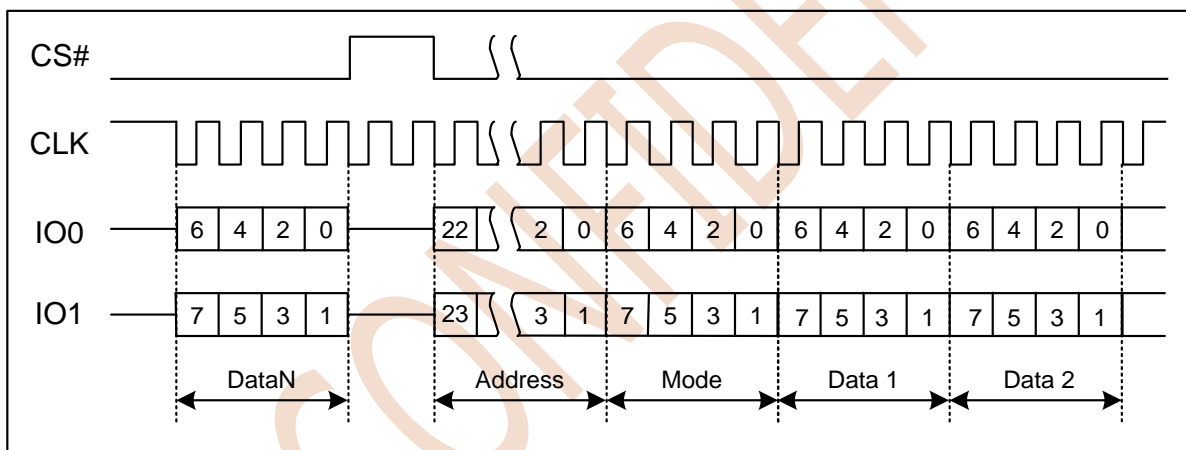 CS#
CLK
IO0 6 4 2 0 22 2 0 6 4 2 0 6 4 2 0 6 4 2 0
IO1 7 5 3 1 23 3 1 7 5 3 1 7 5 3 1 7 5 3 1
DataN Address Mode Data 1 Data 2